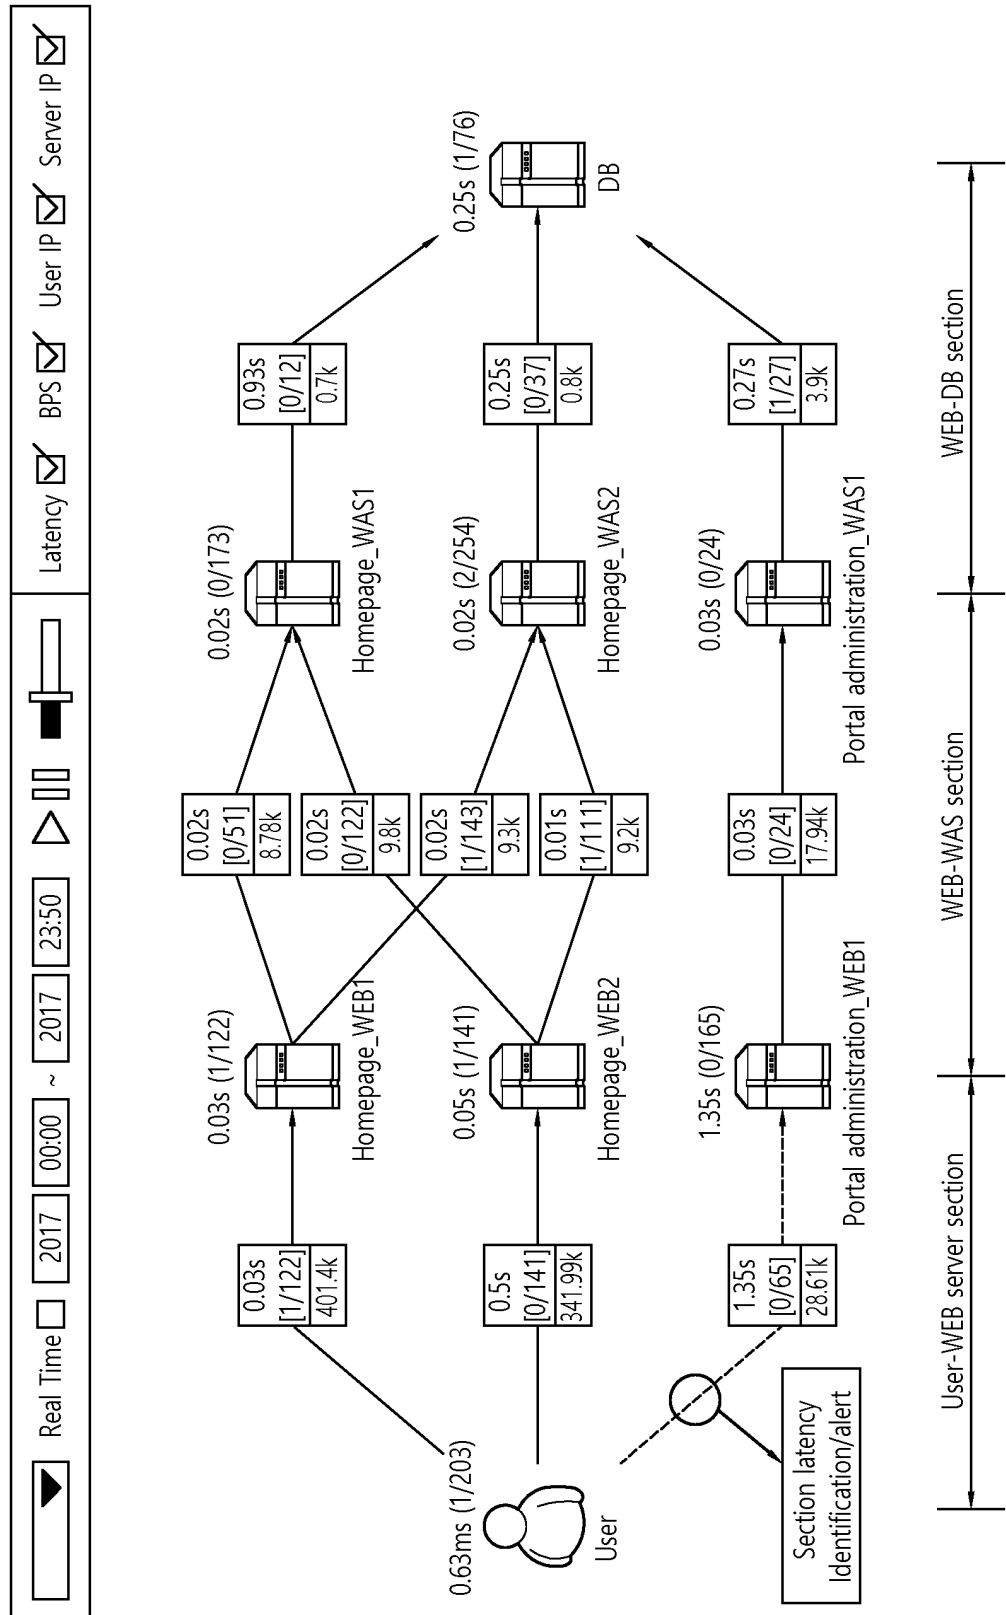 Real Time
2017
00:00
~
2017
23:50
Latency
BPS
User IP
Server IP
0.63ms (1/203)
User
0.03s
[1/122]
401.4k
0.5s
[0/141]
341.99k
1.35s
[0/65]
28.61k
Section latency
Identification/alert
0.03s (1/122)
Homepage_WEB1
0.05s (1/141)
Homepage_WEB2
1.35s (0/165)
Portal administration_WEB1
0.02s
[0/51]
8.78k
0.02s
[0/122]
9.8k
0.02s
[1/143]
9.3k
0.01s
[1/111]
9.2k
0.03s
[0/24]
17.94k
0.02s (0/173)
Homepage_WAS1
0.02s (2/254)
Homepage_WAS2
0.03s (0/24)
Portal administration_WAS1
0.93s
[0/12]
0.7k
0.25s
[0/37]
0.8k
0.27s
[1/27]
3.9k
0.25s (1/76)
DB
User-WEB server section
WEB-WAS section
WEB-DB section